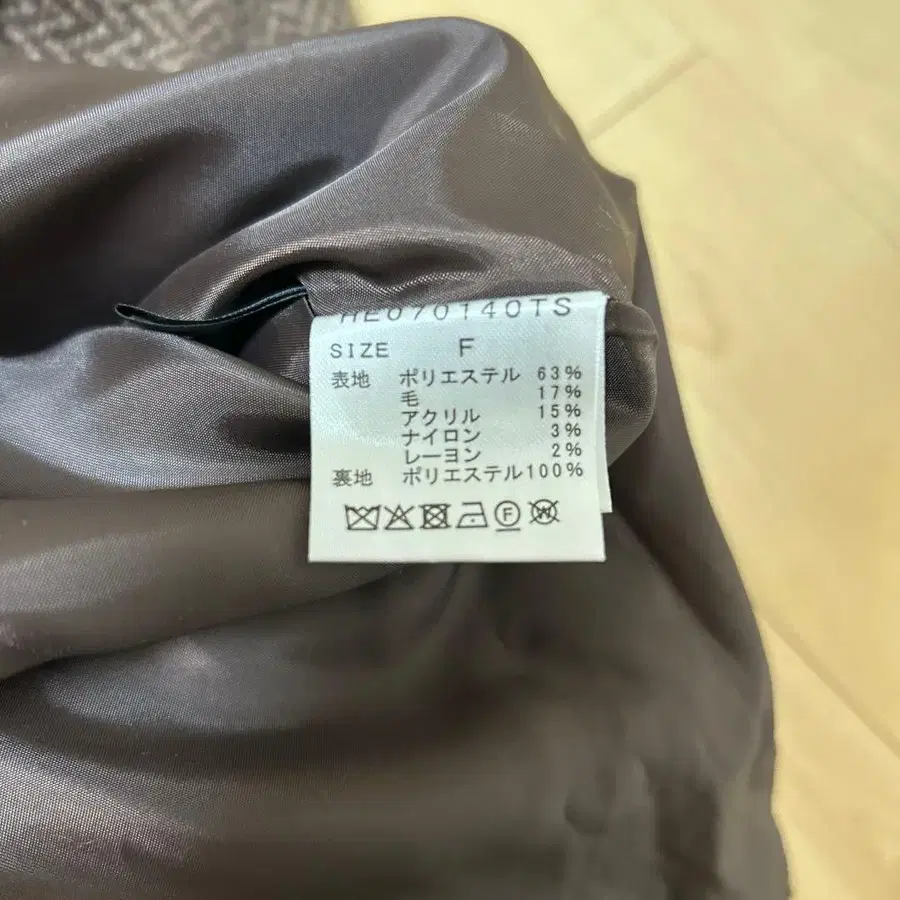 HE070140TS
SIZE F
表地 ポリエステル 63%
毛 17%
アクリル 15%
ナイロン 3%
レーヨン 2%
裏地 ポリエステル100%
F W